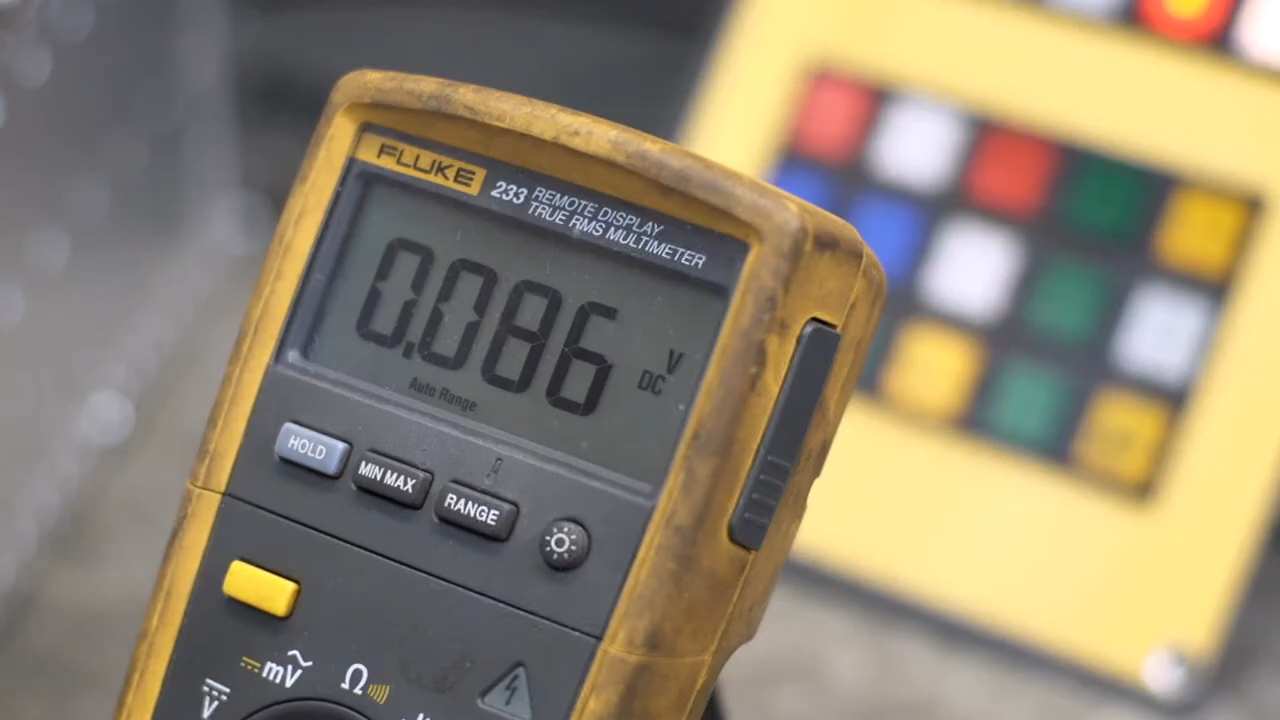 FLUKE
233 REMOTE DISPLAY
TRUE RMS MULTIMETER
0.086 V
DC
Auto Range
HOLD
MIN MAX
RANGE
mV
Ω
V